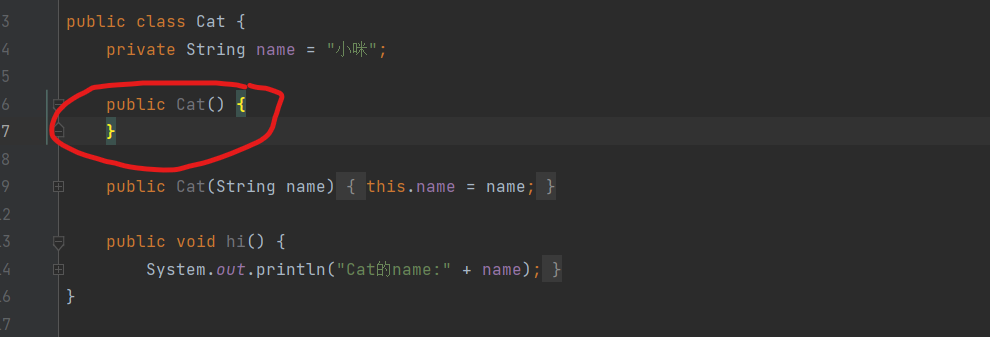 3 public class Cat {
4 private String name = "小咪";
5
6 public Cat() {
7 }
8
9 public Cat(String name) { this.name = name; }
12
13 public void hi() {
14 System.out.println("Cat的name:" + name); }
16 }
17